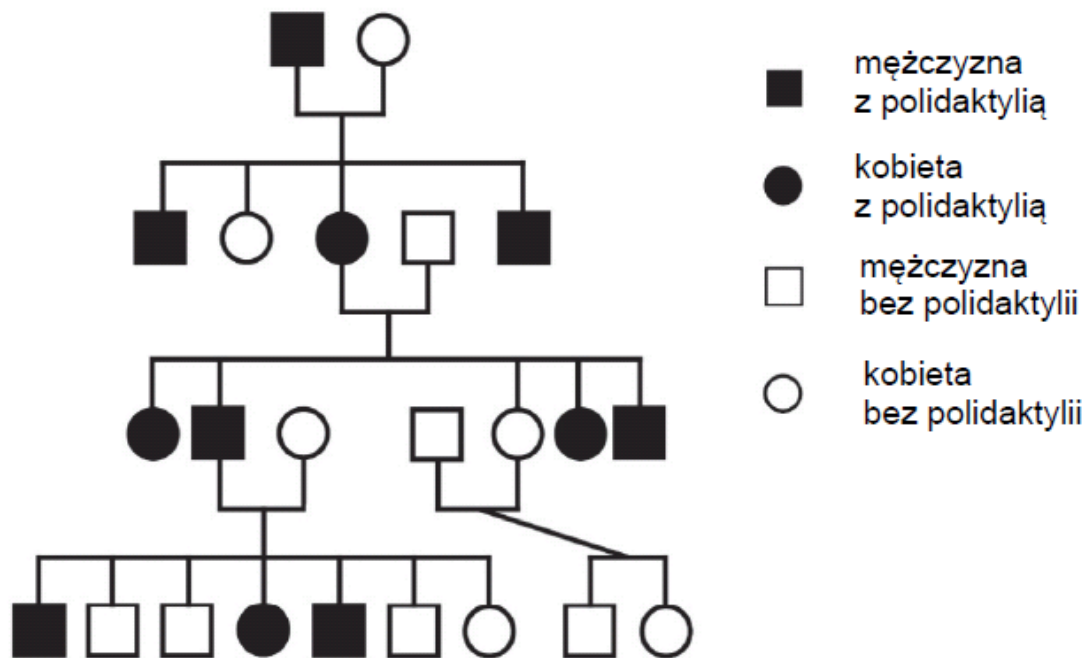 mężczyzna
z polidaktylią
kobieta
z polidaktylią
mężczyzna
bez polidaktylii
kobieta
bez polidaktylii